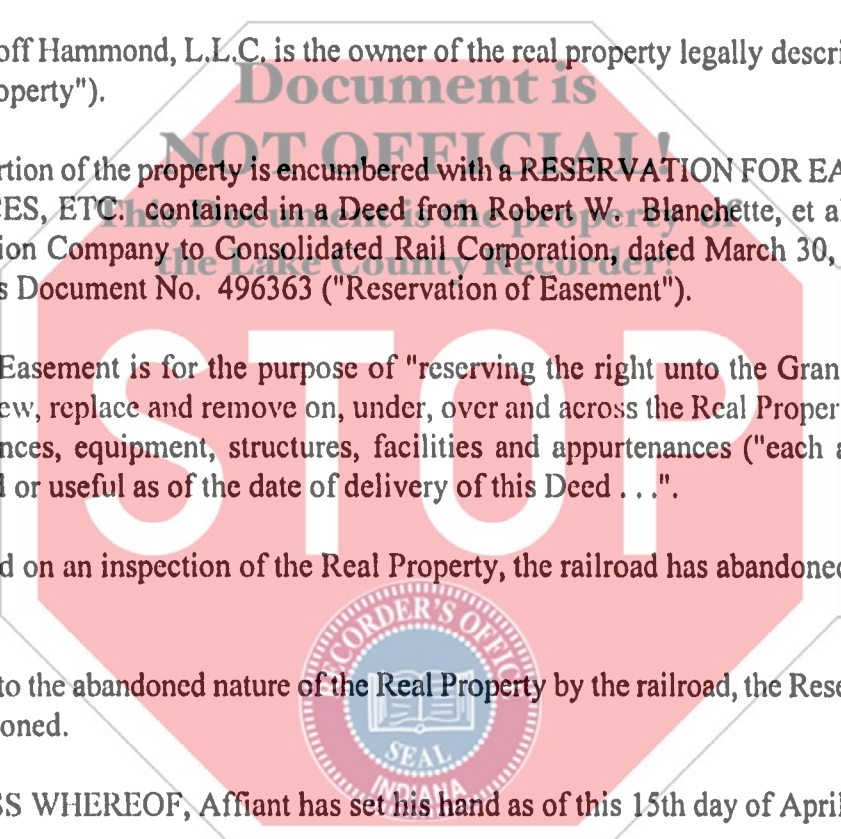 off Hammond, L.L.C. is the owner of the real property legally descri
operty").
Document is
NOT OFFICIAL!
rtion of the property is encumbered with a RESERVATION FOR EA
This Document is the property of
CES, ETC. contained in a Deed from Robert W. Blanchette, et a
the Lake County Recorder!
ion Company to Consolidated Rail Corporation, dated March 30,
s Document No. 496363 ("Reservation of Easement").
STOP
Easement is for the purpose of "reserving the right unto the Gran
ew, replace and remove on, under, over and across the Real Proper
nces, equipment, structures, facilities and appurtenances ("each a
l or useful as of the date of delivery of this Deed . . .".
d on an inspection of the Real Property, the railroad has abandoned
RECORDER'S OFFIC
to the abandoned nature of the Real Property by the railroad, the Rese
oned.
SEAL
INDIANA
SS WHEREOF, Affiant has set his hand as of this 15th day of April